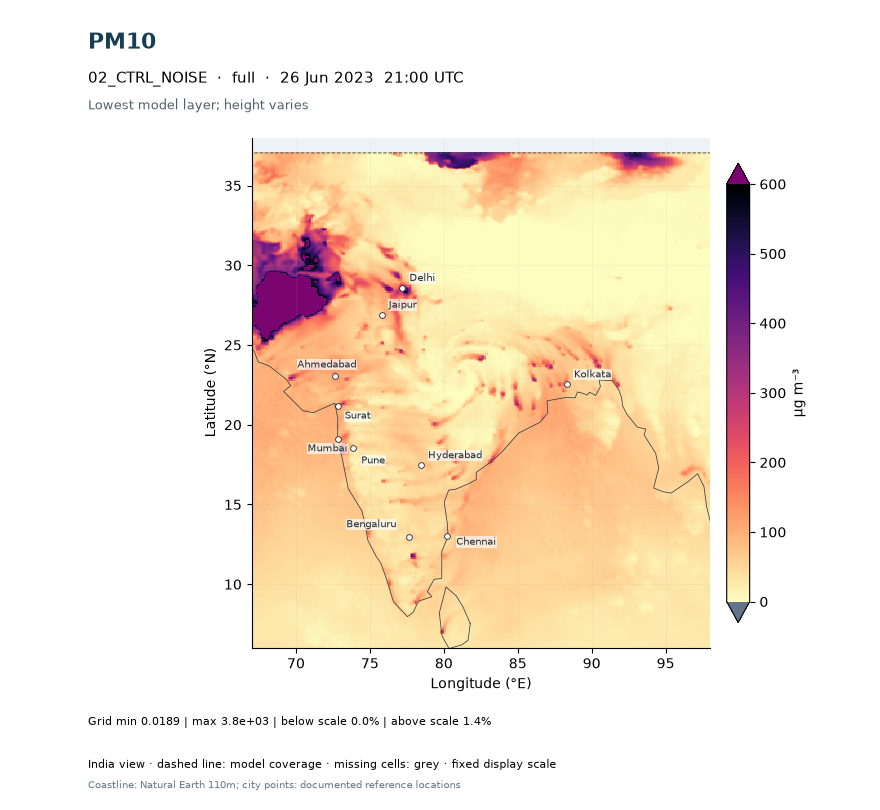 PM10
02_CTRL_NOISE · full · 26 Jun 2023 21:00 UTC
Lowest model layer; height varies
35
30
25
20
15
10
Latitude (°N)
Delhi
Jaipur
Ahmedabad
Kolkata
Surat
Mumbai
Pune
Hyderabad
Bengaluru
Chennai
70 75 80 85 90 95
Longitude (°E)
600
500
400
300
200
100
0
µg m⁻³
Grid min 0.0189 | max 3.8e+03 | below scale 0.0% | above scale 1.4%
India view · dashed line: model coverage · missing cells: grey · fixed display scale
Coastline: Natural Earth 110m; city points: documented reference locations